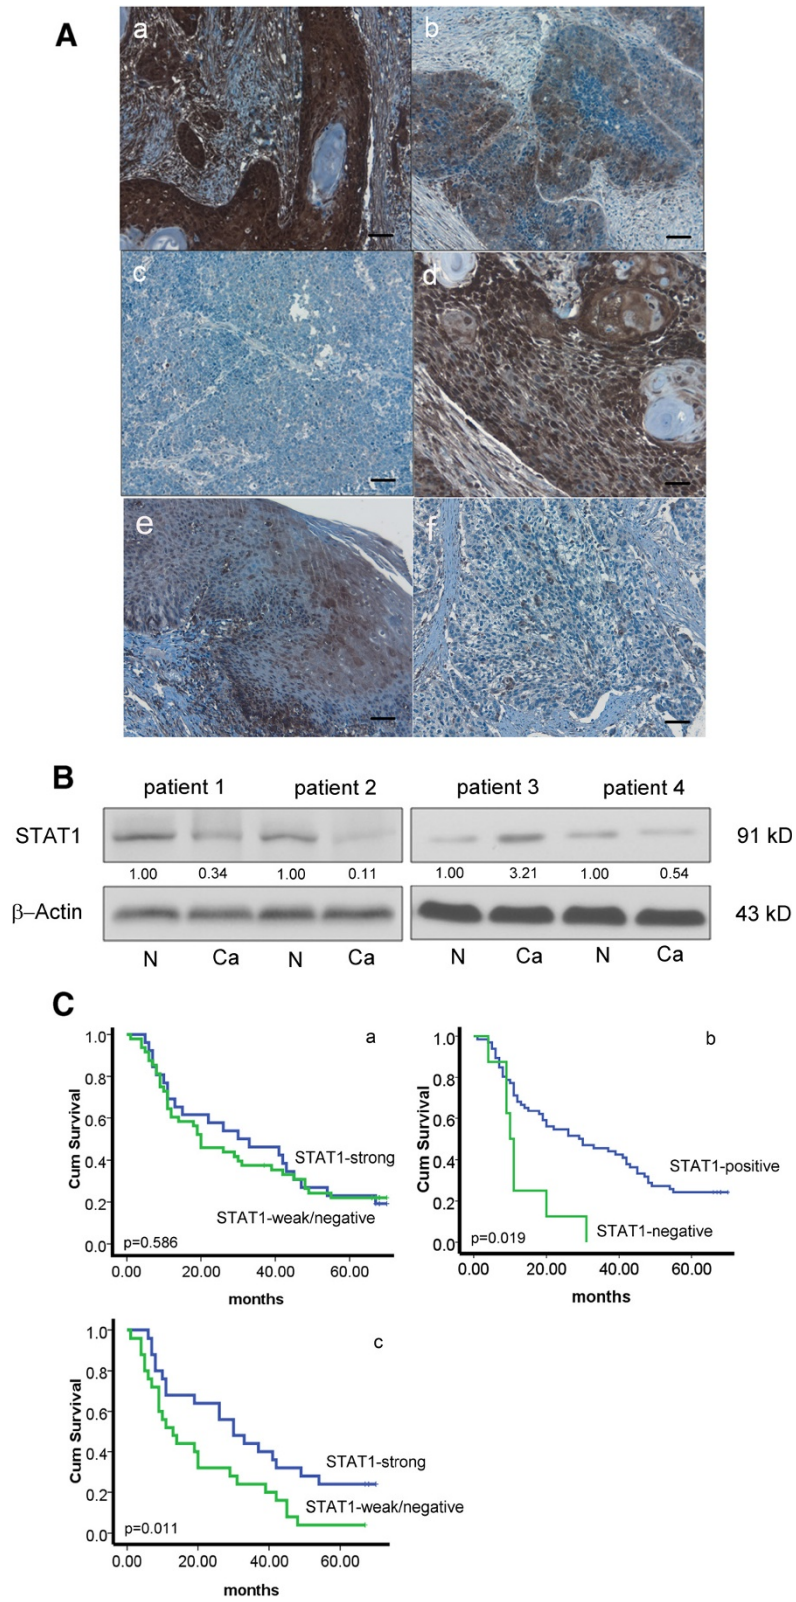 A
a
b
c
d
e
f
B
patient 1 patient 2 patient 3 patient 4
STAT1 91 kD
1.00 0.34 1.00 0.11 1.00 3.21 1.00 0.54
β–Actin 43 kD
N Ca N Ca N Ca N Ca
C
a
1.0
0.8
0.6
0.4
0.2
0.0
Cum Survival
STAT1-strong
STAT1-weak/negative
p=0.586
0.00 20.00 40.00 60.00
months
b
1.0
0.8
0.6
0.4
0.2
0.0
Cum Survival
STAT1-positive
STAT1-negative
p=0.019
0.00 20.00 40.00 60.00
months
c
1.0
0.8
0.6
0.4
0.2
0.0
Cum Survival
STAT1-strong
STAT1-weak/negative
p=0.011
0.00 20.00 40.00 60.00
months